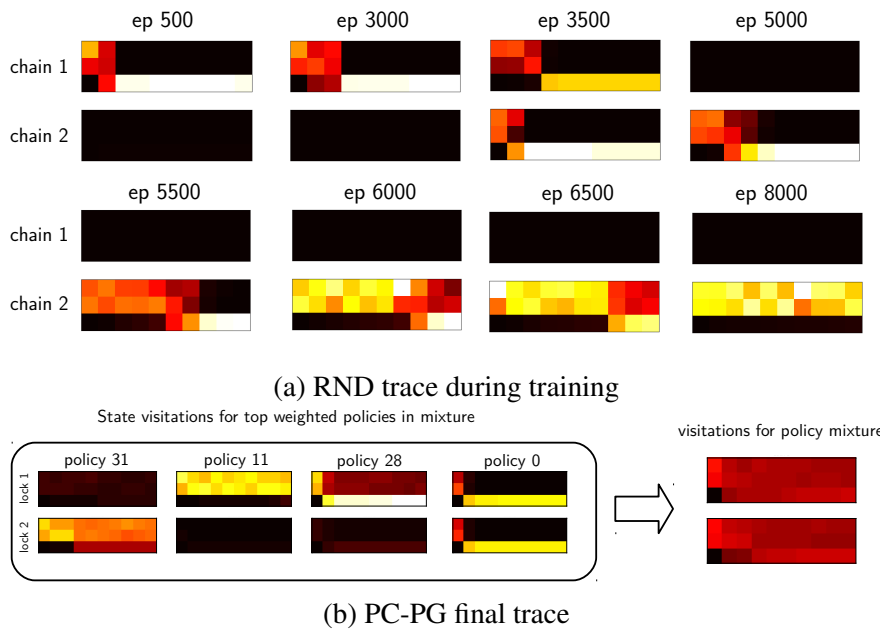 ep 500 ep 3000 ep 3500 ep 5000
chain 1
chain 2
ep 5500 ep 6000 ep 6500 ep 8000
chain 1
chain 2
(a) RND trace during training
State visitations for top weighted policies in mixture
visitations for policy mixture
policy 31 policy 11 policy 28 policy 0
lock 1
lock 2
(b) PC-PG final trace